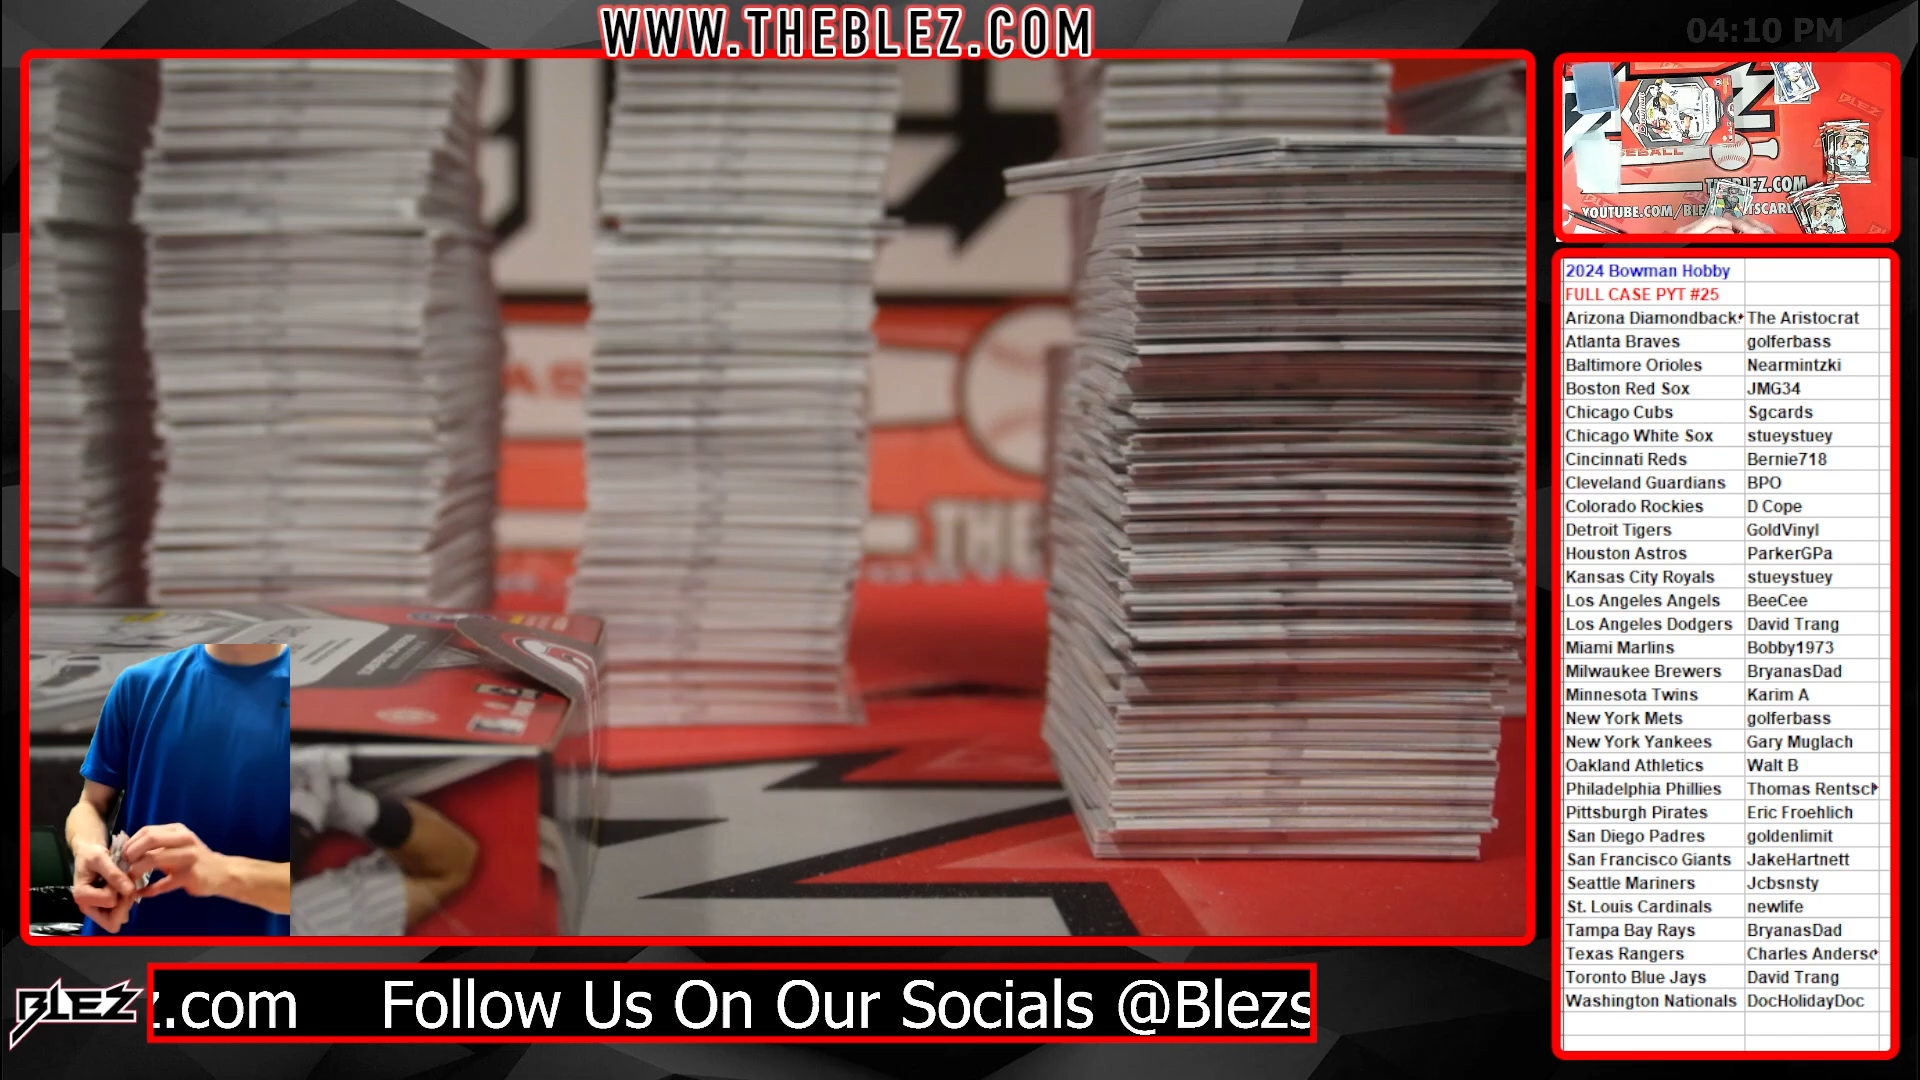 WWW.THEBLEZ.COM
04:10 PM
BLEZ
THEBLEZ.COM
THE
2024 Bowman Hobby
FULL CASE PYT #25
Arizona Diamondback The Aristocrat
Atlanta Braves golferbass
Baltimore Orioles Nearmintzki
Boston Red Sox JMG34
Chicago Cubs Sgcards
Chicago White Sox stueystuey
Cincinnati Reds Bernie718
Cleveland Guardians BPO
Colorado Rockies D Cope
Detroit Tigers GoldVinyl
Houston Astros ParkerGPa
Kansas City Royals stueystuey
Los Angeles Angels BeeCee
Los Angeles Dodgers David Trang
Miami Marlins Bobby1973
Milwaukee Brewers BryanasDad
Minnesota Twins Karim A
New York Mets golferbass
New York Yankees Gary Muglach
Oakland Athletics Walt B
Philadelphia Phillies Thomas Rentscl
Pittsburgh Pirates Eric Froehlich
San Diego Padres goldenlimit
San Francisco Giants JakeHartnett
Seattle Mariners Jcbsnsty
St. Louis Cardinals newlife
Tampa Bay Rays BryanasDad
Texas Rangers Charles Anders
Toronto Blue Jays David Trang
Washington Nationals DocHolidayDoc
BLEZ z.com Follow Us On Our Socials @Blezs